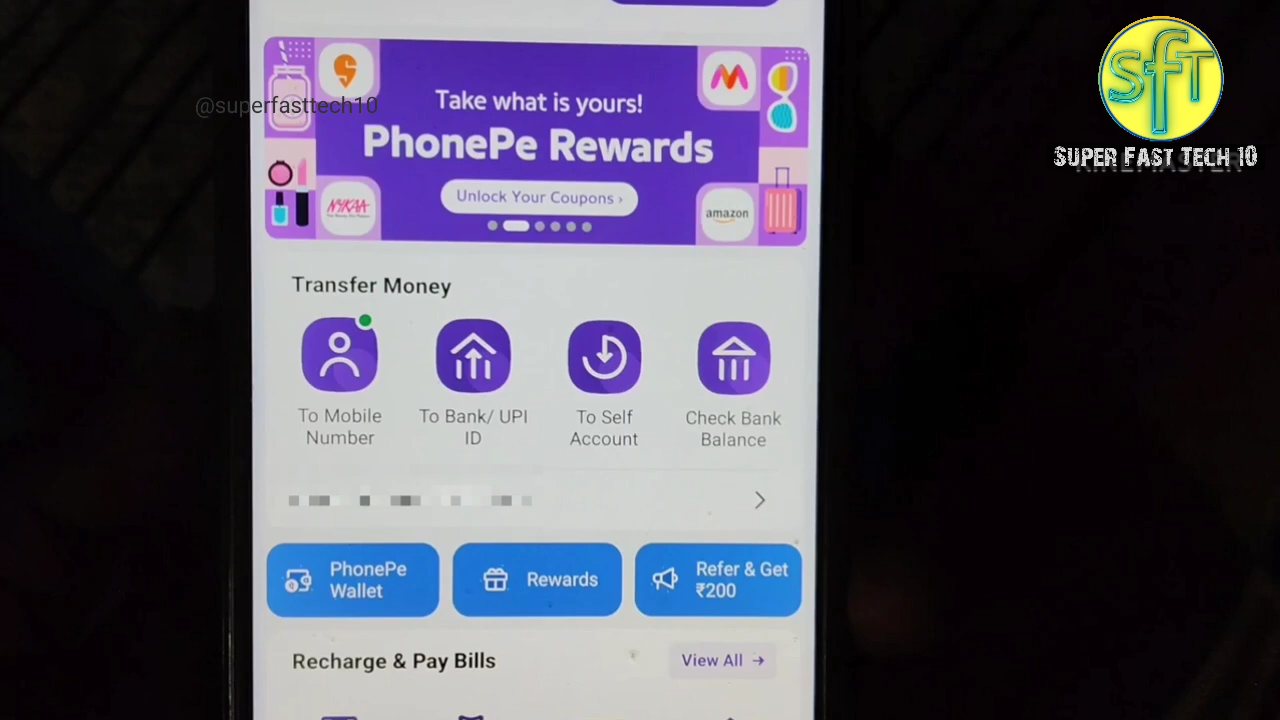 SFT
SUPER FAST TECH 10
KINEMASTER
@superfasttech10
Take what is yours!
PhonePe Rewards
Unlock Your Coupons ›
NYKAA
amazon
Transfer Money
To Mobile
Number
To Bank/ UPI
ID
To Self
Account
Check Bank
Balance
PhonePe
Wallet
Rewards
Refer & Get
₹200
Recharge & Pay Bills
View All →